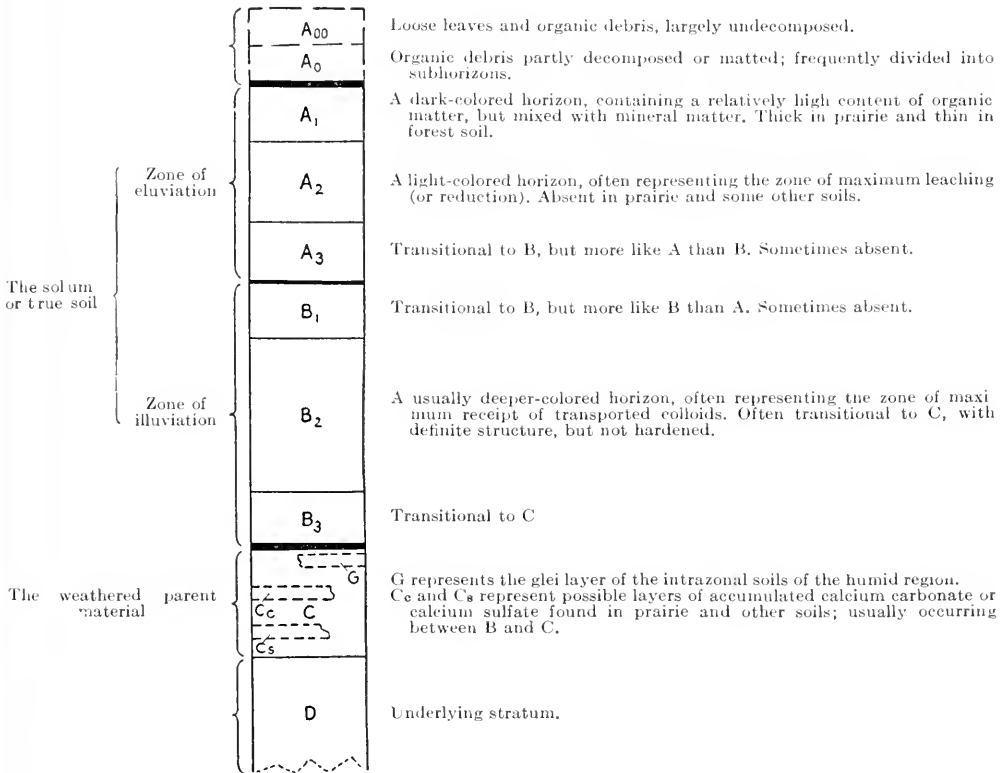 A00
Loose leaves and organic debris, largely undecomposed.
A0
Organic debris partly decomposed or matted; frequently divided into
subhorizons.
A1
A dark-colored horizon, containing a relatively high content of organic
matter, but mixed with mineral matter. Thick in prairie and thin in
forest soil.
Zone of
eluviation
A2
A light-colored horizon, often representing the zone of maximum leaching
(or reduction). Absent in prairie and some other soils.
A3
Transitional to B, but more like A than B. Sometimes absent.
The solum
or true soil
B1
Transitional to B, but more like B than A. Sometimes absent.
Zone of
illuviation
B2
A usually deeper-colored horizon, often representing the zone of maxi
mum receipt of transported colloids. Often transitional to C, with
definite structure, but not hardened.
B3
Transitional to C
The weathered parent
material
G
Cc C
Cs
G represents the glei layer of the intrazonal soils of the humid region.
Cc and Cs represent possible layers of accumulated calcium carbonate or
calcium sulfate found in prairie and other soils; usually occurring
between B and C.
D
Underlying stratum.